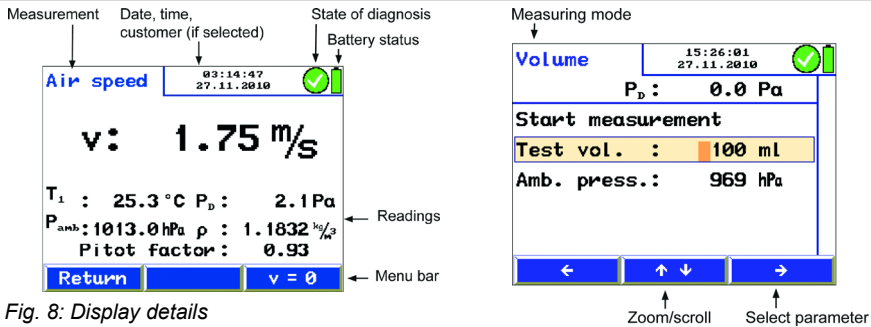 Measurement
Date, time,
customer (if selected)
State of diagnosis
Battery status
Air speed
03:14:47
27.11.2010
v: 1.75 m/s
T1 : 25.3 °C PD : 2.1 Pa
Pamb: 1013.0 hPa ρ : 1.1832 kg/m3
Pitot factor: 0.93
Return v = 0
Readings
Menu bar
Fig. 8: Display details
Measuring mode
Volume
15:26:01
27.11.2010
PD : 0.0 Pa
Start measurement
Test vol. : 100 ml
Amb. press.: 969 hPa
← ↑ ↓ →
Zoom/scroll
Select parameter